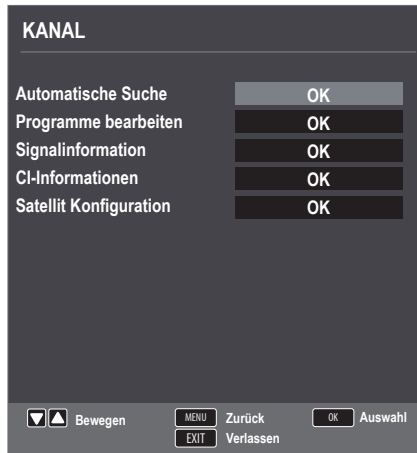 KANAL
Automatische Suche OK
Programme bearbeiten OK
Signalinformation OK
CI-Informationen OK
Satellit Konfiguration OK
Bewegen MENU Zurück OK Auswahl
EXIT Verlassen